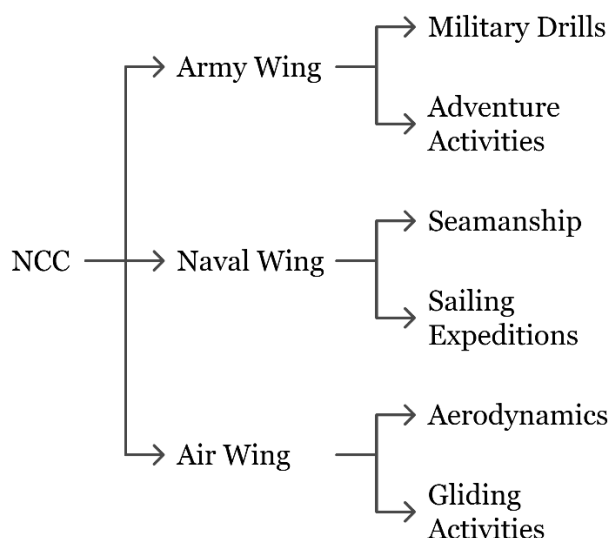 NCC
Army Wing
Military Drills
Adventure
Activities
Naval Wing
Seamanship
Sailing
Expeditions
Air Wing
Aerodynamics
Gliding
Activities